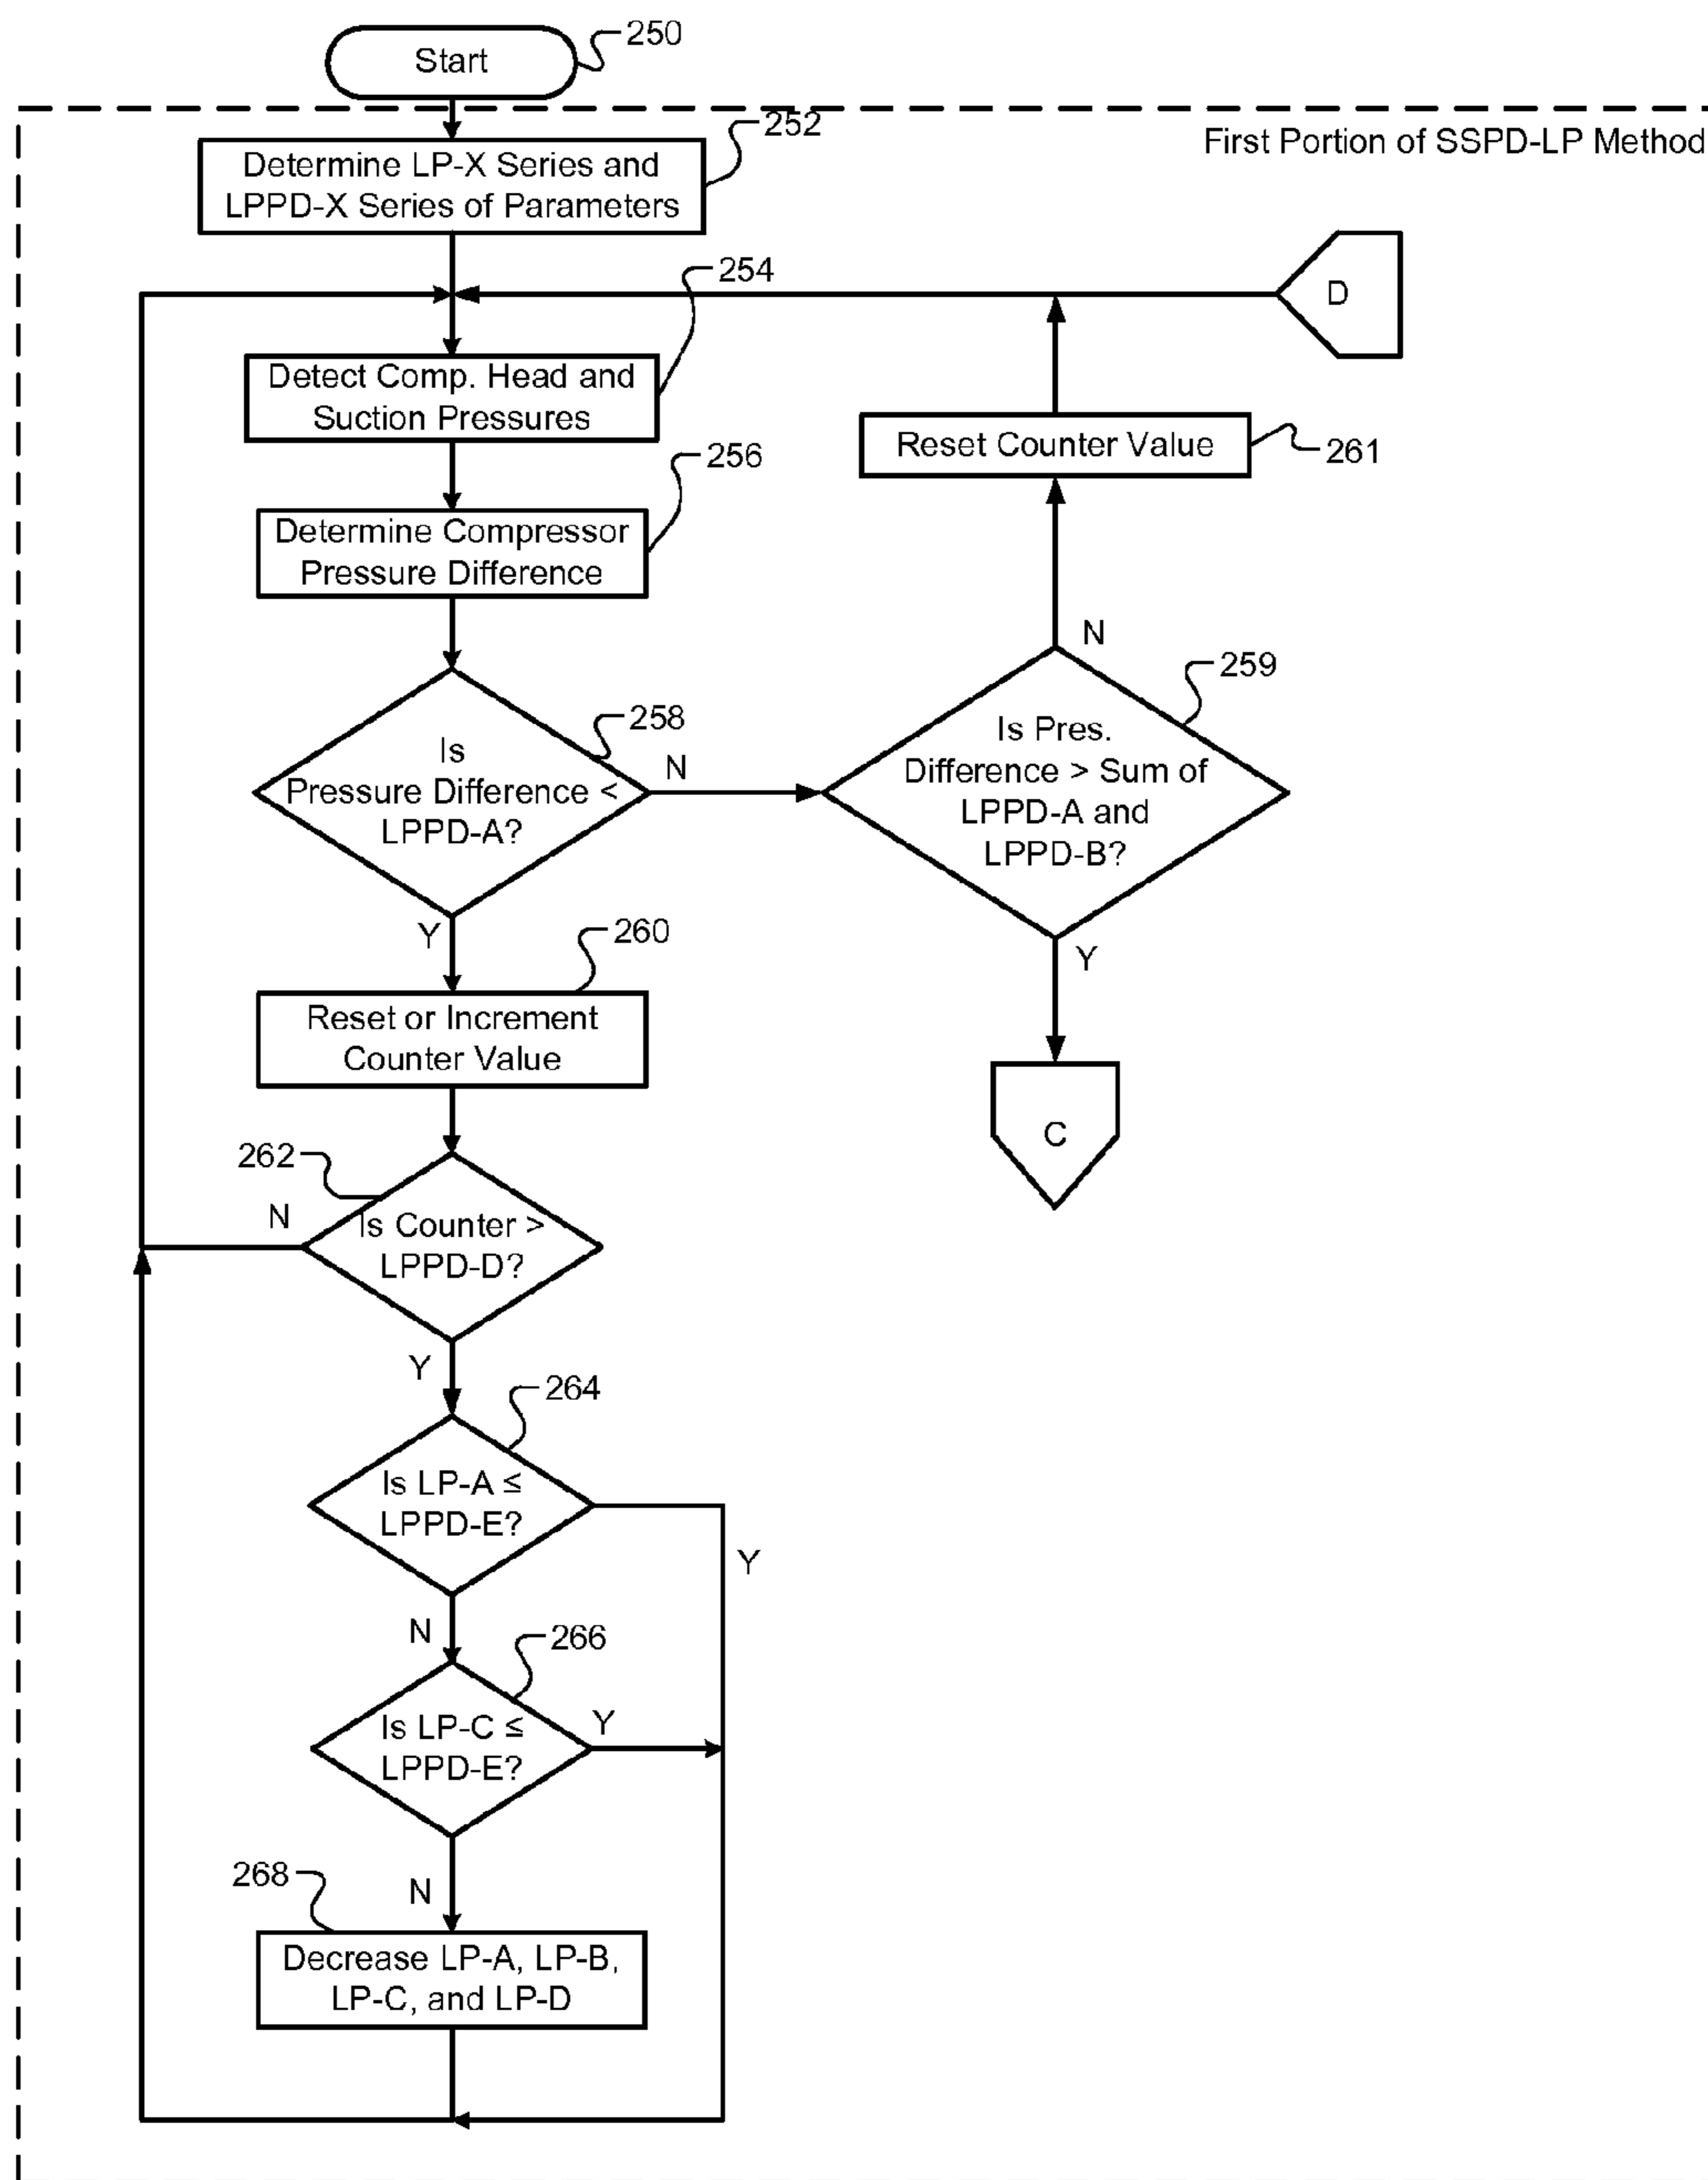 Start
250
First Portion of SSPD-LP Method
252
Determine LP-X Series and
LPPD-X Series of Parameters
254
D
Detect Comp. Head and
Suction Pressures
Reset Counter Value
261
256
Determine Compressor
Pressure Difference
N
259
258
Is
Pressure Difference <
LPPD-A?
N
Is Pres.
Difference > Sum of
LPPD-A and
LPPD-B?
Y
Y
260
Reset or Increment
Counter Value
C
262
N
Is Counter >
LPPD-D?
Y
264
Is LP-A ≤
LPPD-E?
Y
N
266
Is LP-C ≤
LPPD-E?
Y
268
N
Decrease LP-A, LP-B,
LP-C, and LP-D